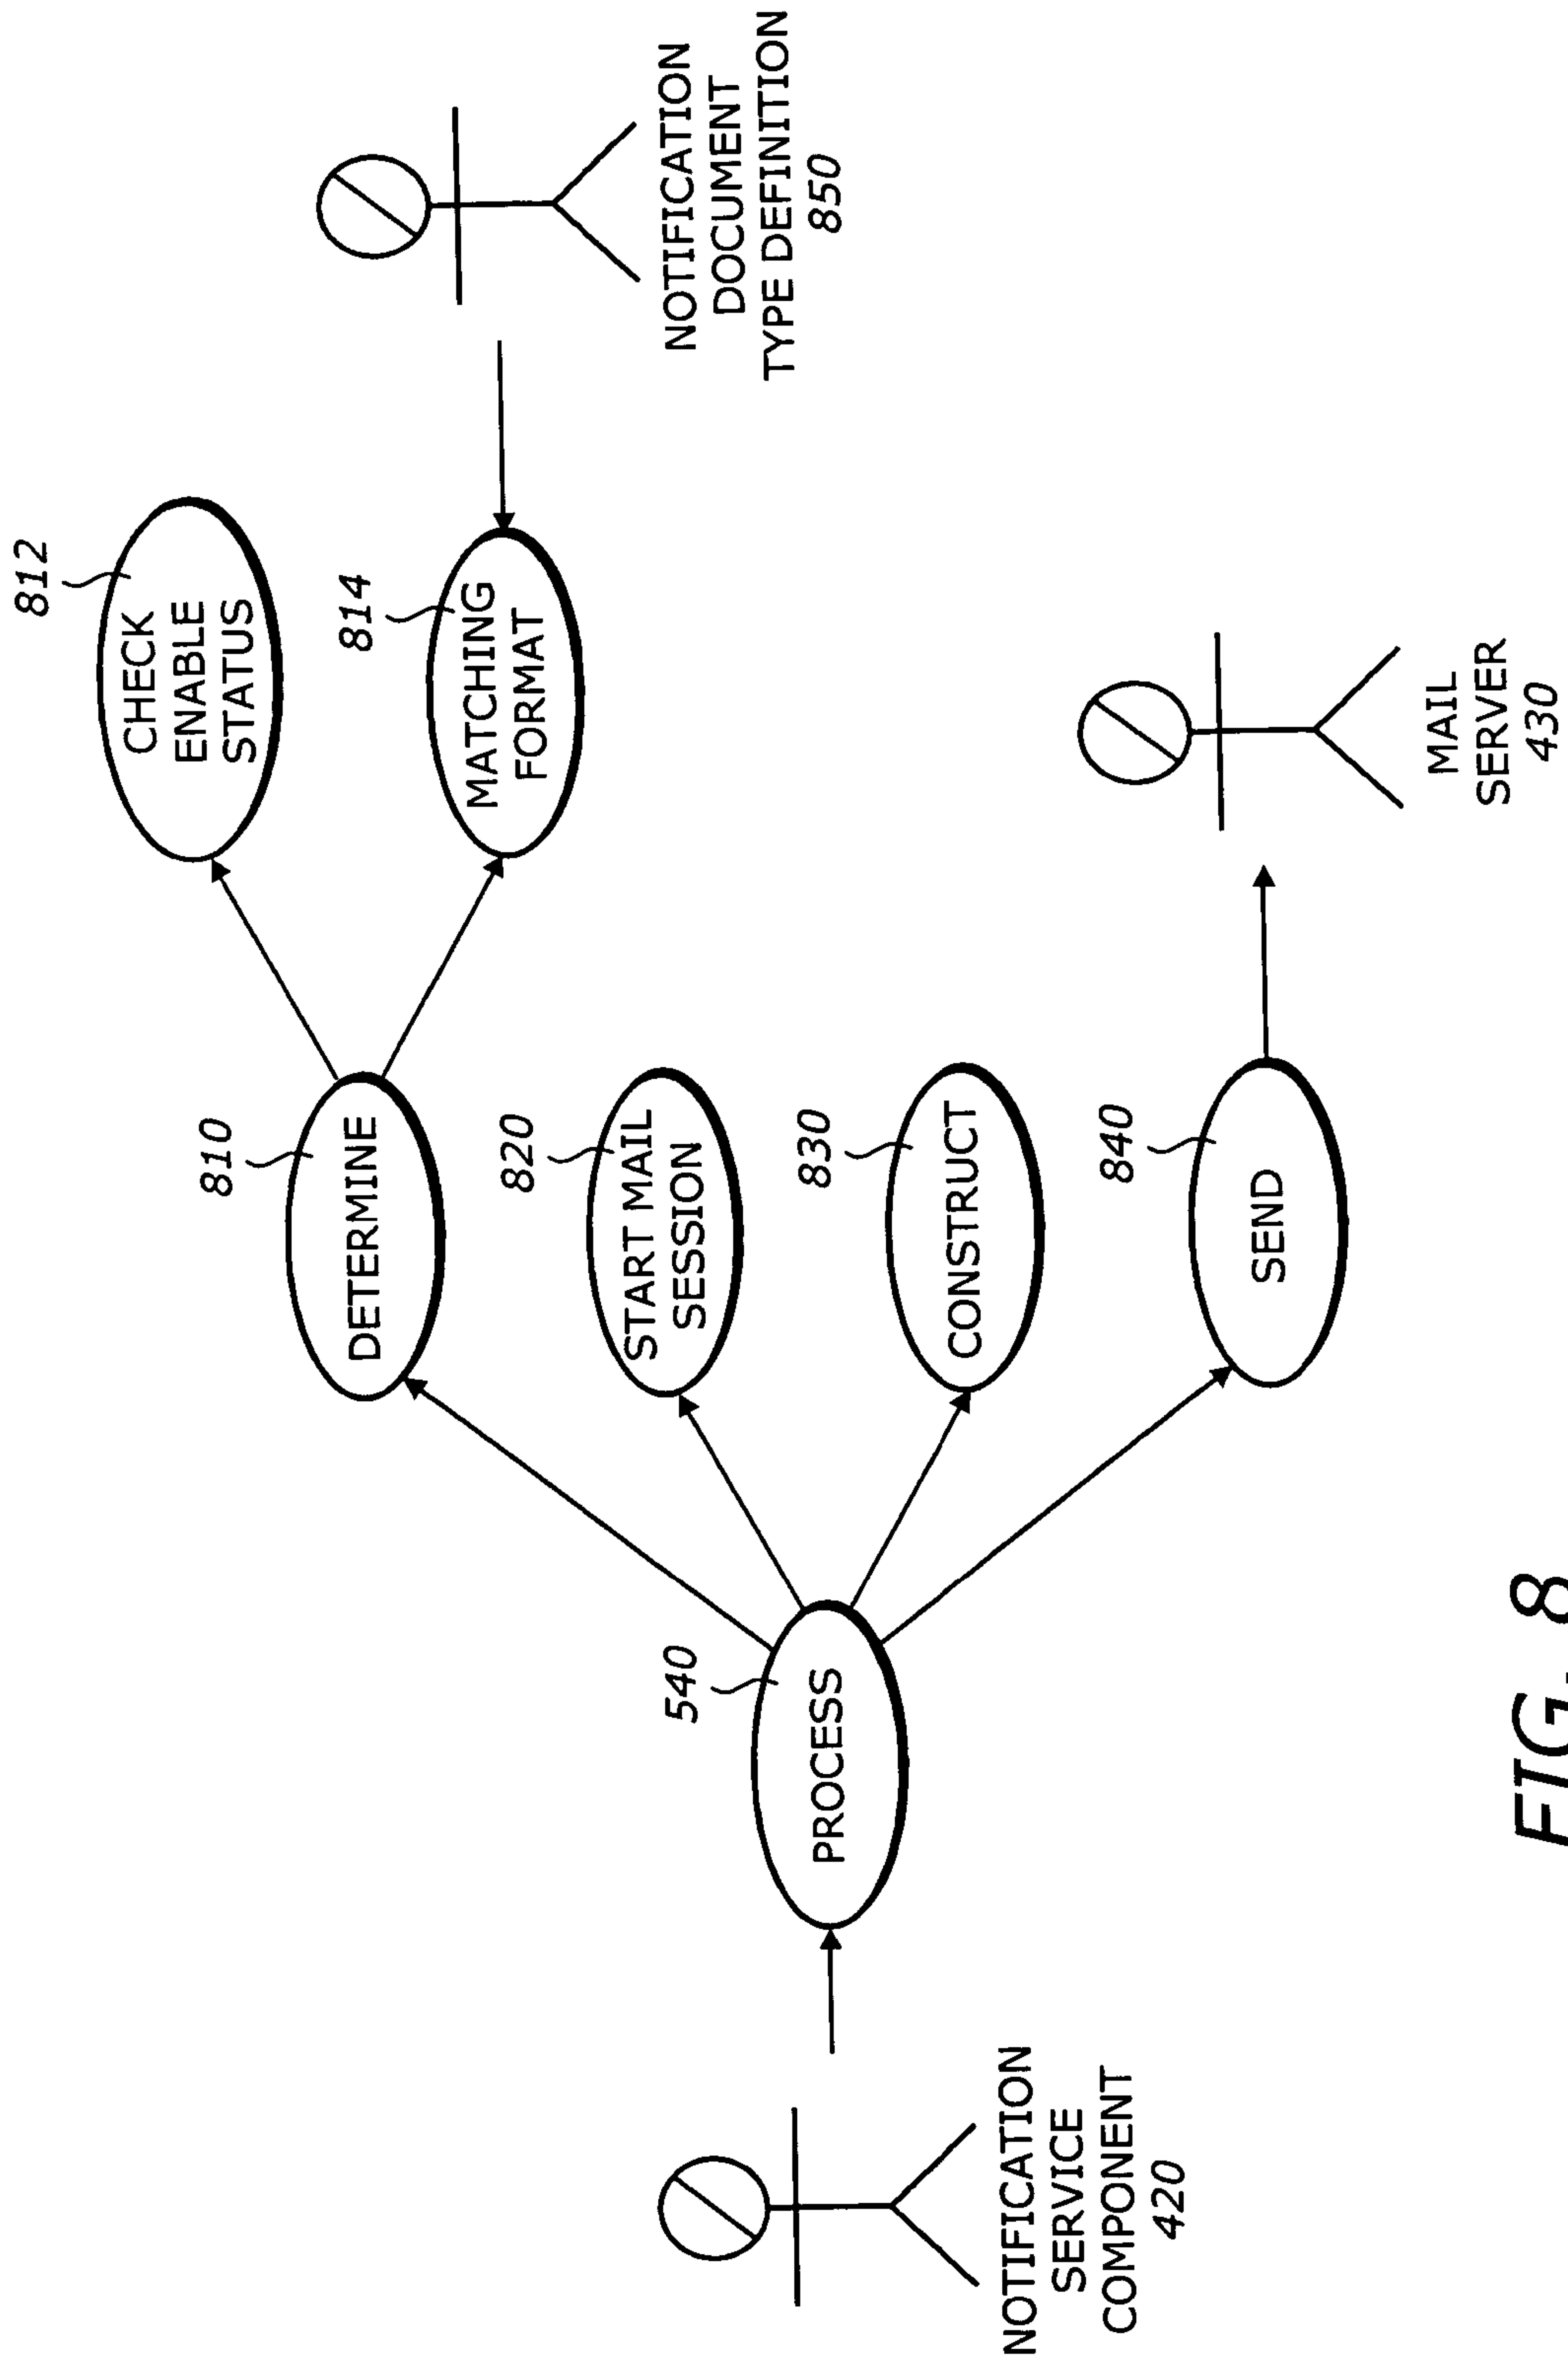 812
CHECK
ENABLE
STATUS
814
MATCHING
FORMAT
NOTIFICATION
DOCUMENT
TYPE DEFINITION
850
810
DETERMINE
820
START MAIL
SESSION
830
CONSTRUCT
840
SEND
MAIL
SERVER
430
540
PROCESS
NOTIFICATION
SERVICE
COMPONENT
420
FIG. 8